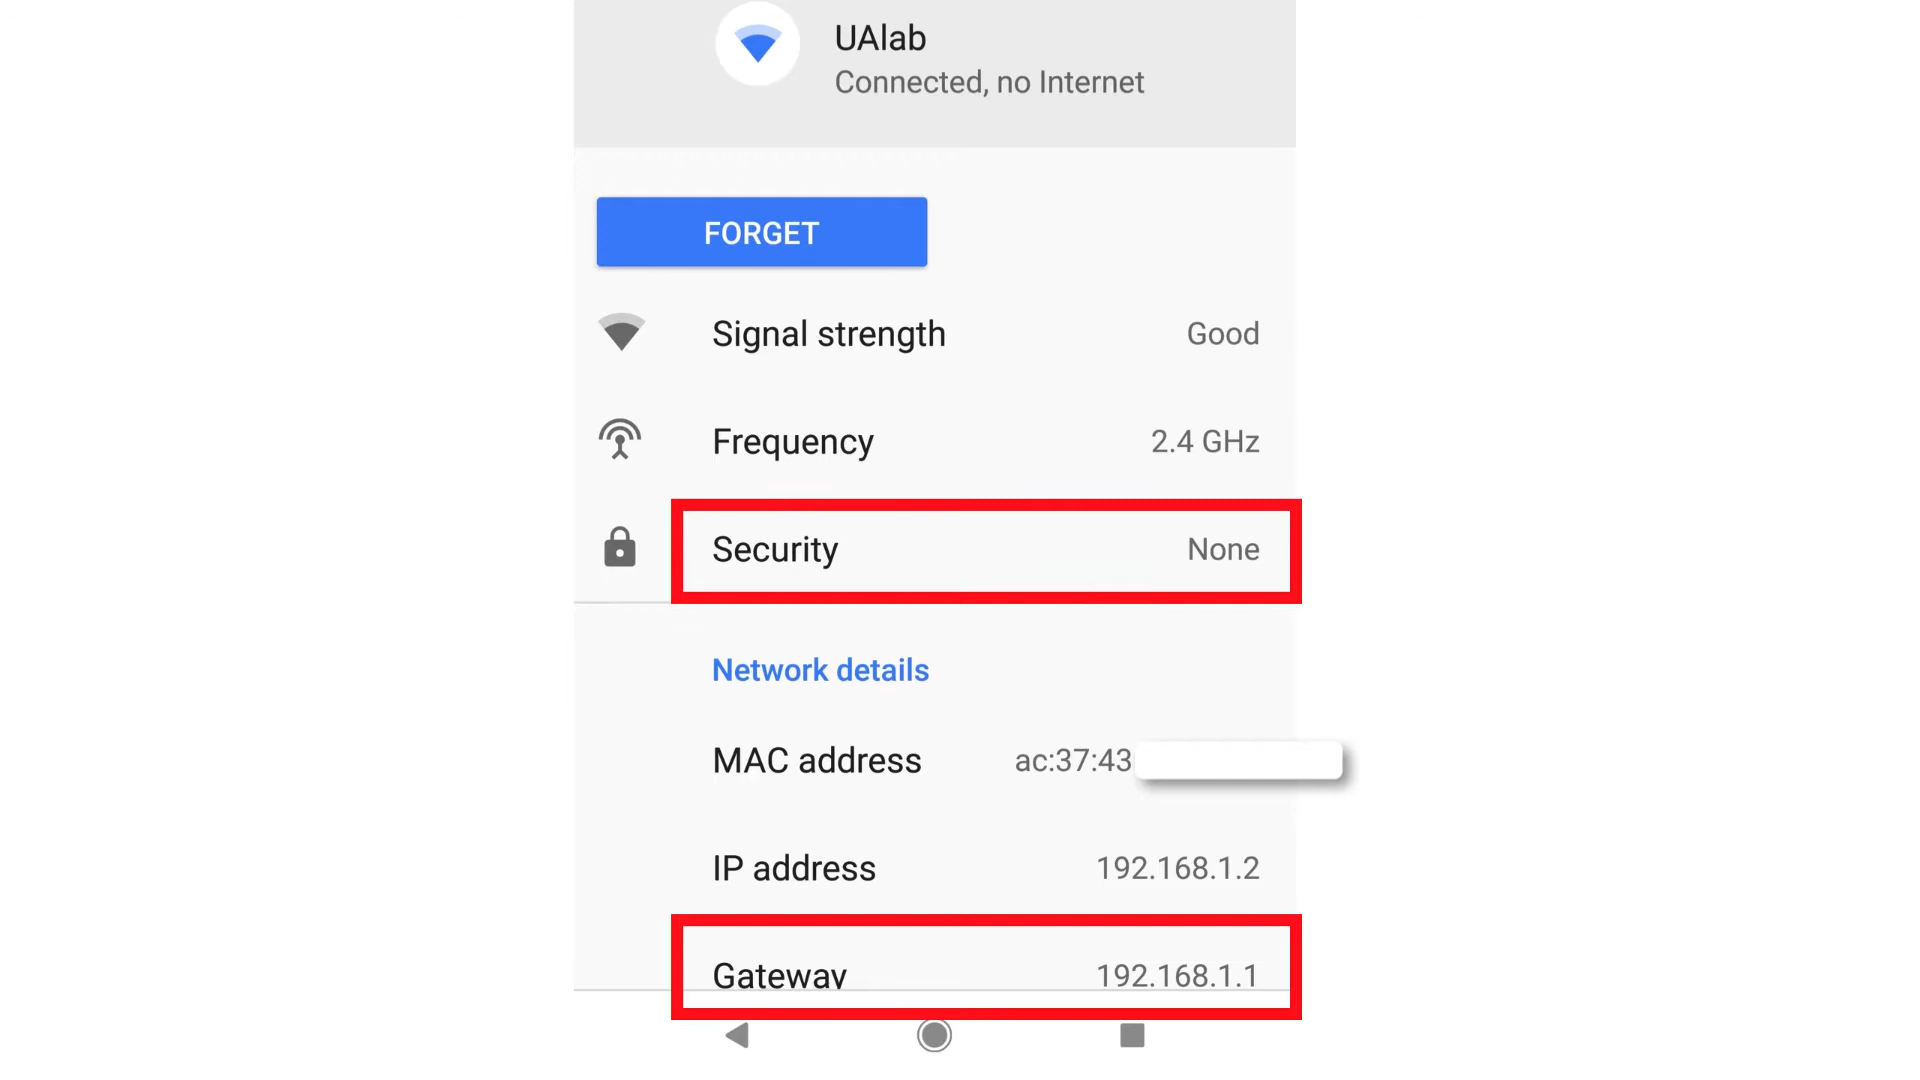 UAlab
Connected, no Internet
FORGET
Signal strength Good
Frequency 2.4 GHz
Security None
Network details
MAC address ac:37:43
IP address 192.168.1.2
Gateway 192.168.1.1